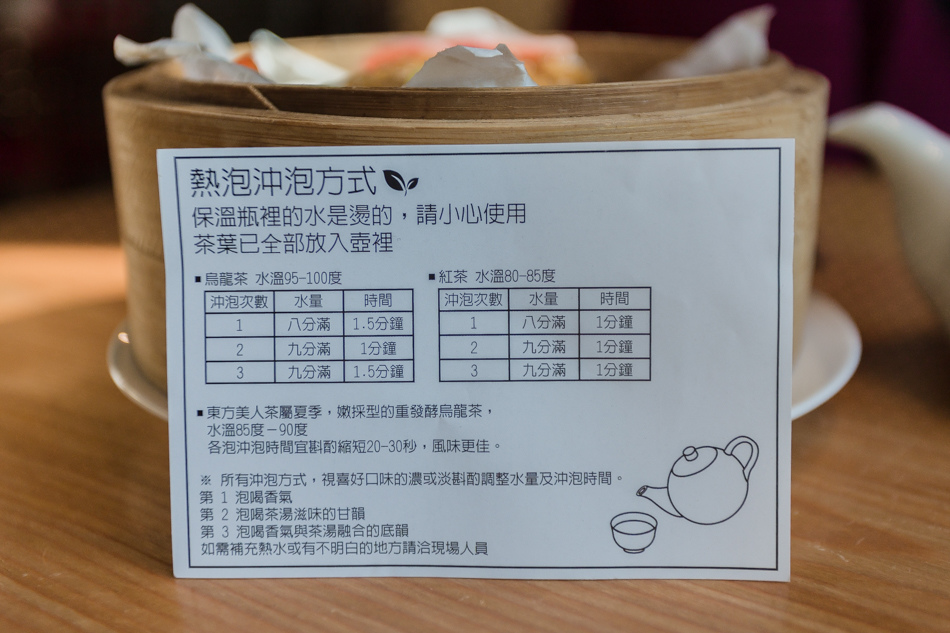 熱泡沖泡方式
保溫瓶裡的水是燙的，請小心使用
茶葉已全部放入壺裡
▪烏龍茶 水溫95-100度
沖泡次數 水量 時間
1 八分滿 1.5分鐘
2 九分滿 1分鐘
3 九分滿 1.5分鐘
▪紅茶 水溫80-85度
沖泡次數 水量 時間
1 八分滿 1分鐘
2 九分滿 1分鐘
3 九分滿 1分鐘
▪東方美人茶屬夏季，嫩採型的重發酵烏龍茶，
水溫85度－90度
各泡沖泡時間宜斟酌縮短20-30秒，風味更佳。
※ 所有沖泡方式，視喜好口味的濃或淡斟酌調整水量及沖泡時間。
第 1 泡喝香氣
第 2 泡喝茶湯滋味的甘韻
第 3 泡喝香氣與茶湯融合的底韻
如需補充熱水或有不明白的地方請洽現場人員